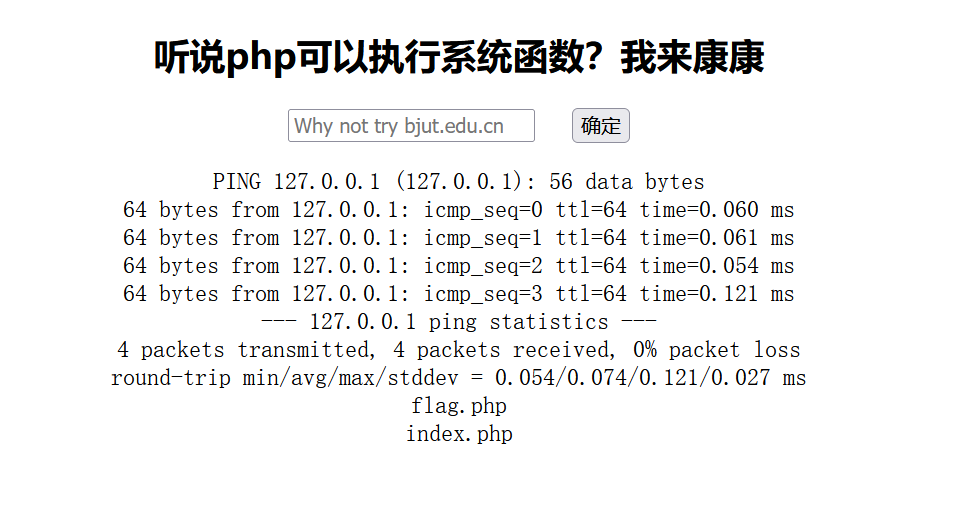 听说php可以执行系统函数？我来康康
Why not try bjut.edu.cn 确定
PING 127.0.0.1 (127.0.0.1): 56 data bytes
64 bytes from 127.0.0.1: icmp_seq=0 ttl=64 time=0.060 ms
64 bytes from 127.0.0.1: icmp_seq=1 ttl=64 time=0.061 ms
64 bytes from 127.0.0.1: icmp_seq=2 ttl=64 time=0.054 ms
64 bytes from 127.0.0.1: icmp_seq=3 ttl=64 time=0.121 ms
--- 127.0.0.1 ping statistics ---
4 packets transmitted, 4 packets received, 0% packet loss
round-trip min/avg/max/stddev = 0.054/0.074/0.121/0.027 ms
flag.php
index.php